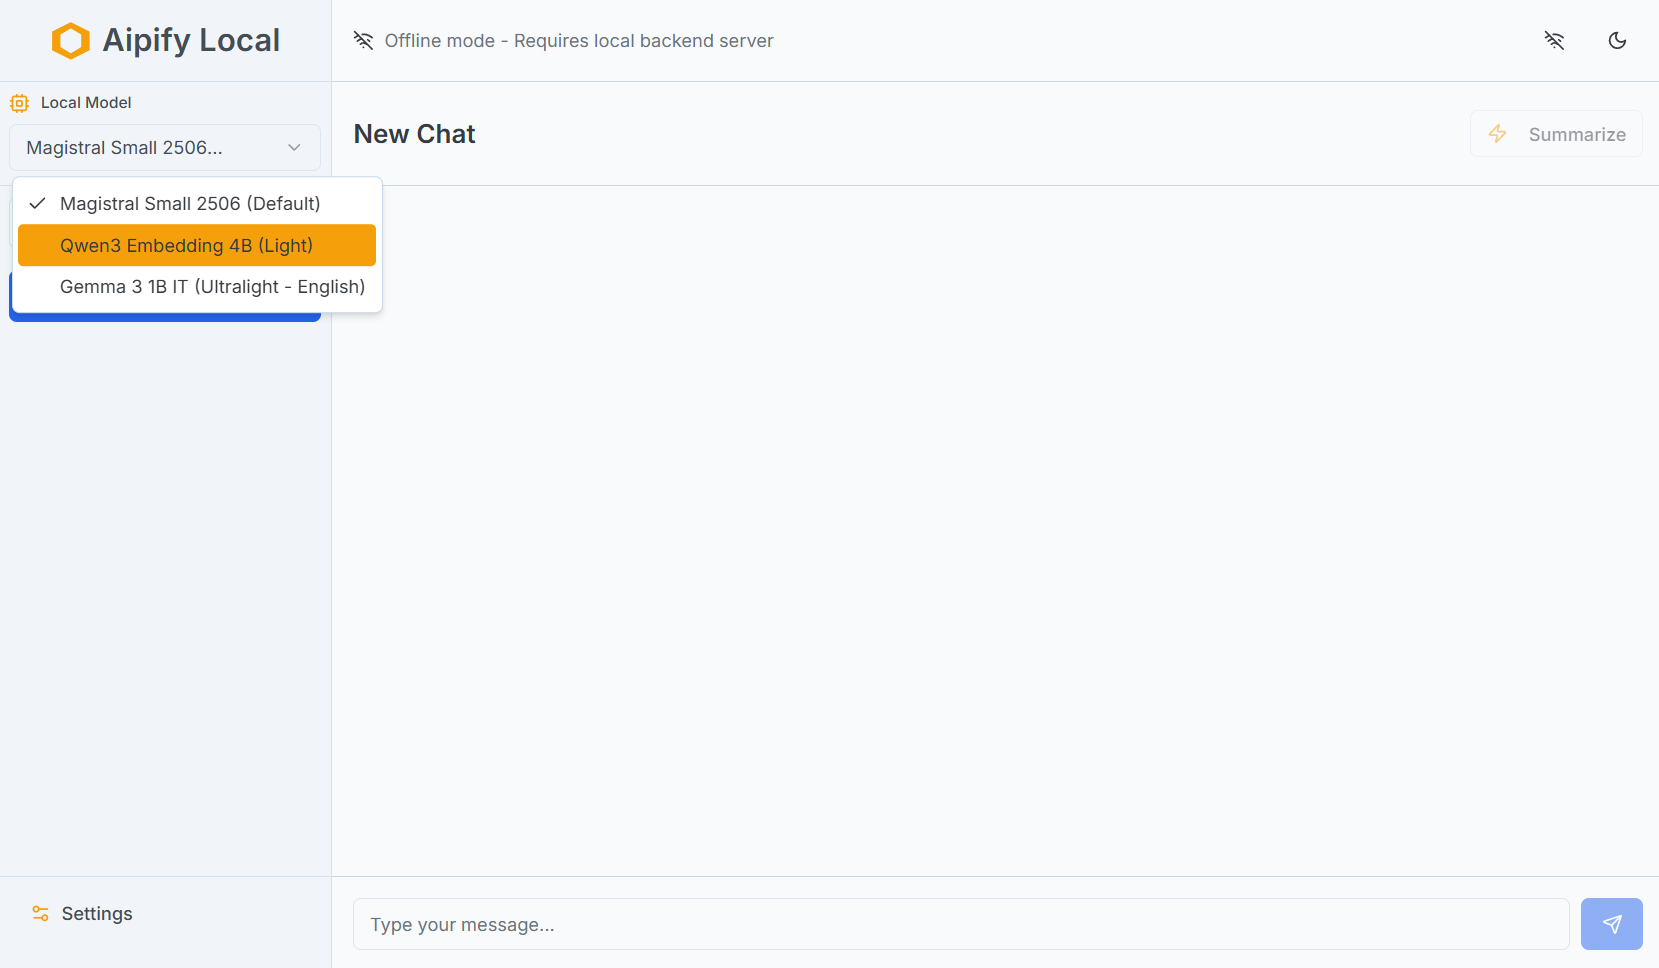 Aipify Local
Offline mode - Requires local backend server
Local Model
Magistral Small 2506...
New Chat
Summarize
Magistral Small 2506 (Default)
Qwen3 Embedding 4B (Light)
Gemma 3 1B IT (Ultralight - English)
Settings
Type your message...